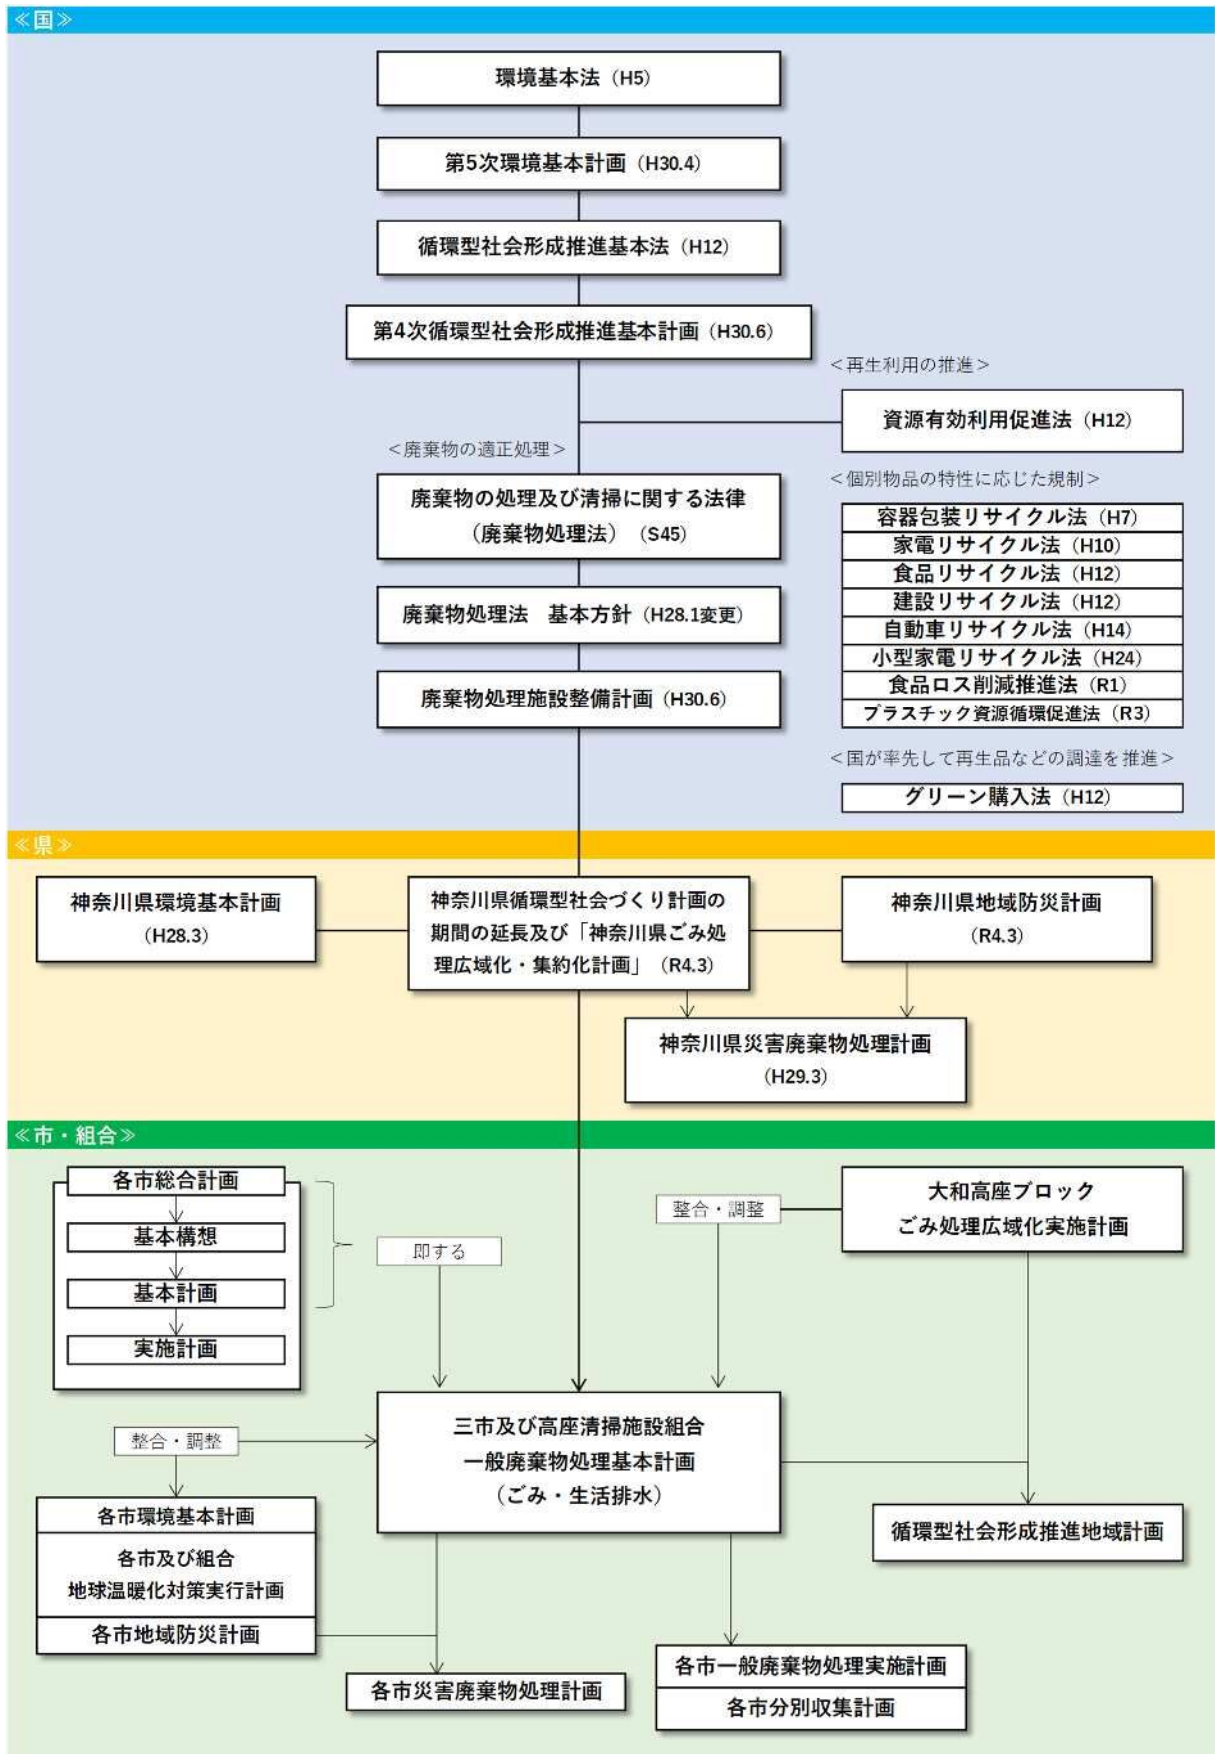 ≪国≫
環境基本法（H5）
第5次環境基本計画（H30.4）
循環型社会形成推進基本法（H12）
第4次循環型社会形成推進基本計画（H30.6）
＜再生利用の推進＞
資源有効利用促進法（H12）
＜廃棄物の適正処理＞
廃棄物の処理及び清掃に関する法律
（廃棄物処理法）（S45）
廃棄物処理法　基本方針（H28.1変更）
廃棄物処理施設整備計画（H30.6）
＜個別物品の特性に応じた規制＞
容器包装リサイクル法（H7）
家電リサイクル法（H10）
食品リサイクル法（H12）
建設リサイクル法（H12）
自動車リサイクル法（H14）
小型家電リサイクル法（H24）
食品ロス削減推進法（R1）
プラスチック資源循環促進法（R3）
＜国が率先して再生品などの調達を推進＞
グリーン購入法（H12）
≪県≫
神奈川県環境基本計画
（H28.3）
神奈川県循環型社会づくり計画の
期間の延長及び「神奈川県ごみ処
理広域化・集約化計画」（R4.3）
神奈川県地域防災計画
（R4.3）
神奈川県災害廃棄物処理計画
（H29.3）
≪市・組合≫
各市総合計画
基本構想
基本計画
実施計画
即する
整合・調整
大和高座ブロック
ごみ処理広域化実施計画
三市及び高座清掃施設組合
一般廃棄物処理基本計画
（ごみ・生活排水）
整合・調整
各市環境基本計画
各市及び組合
地球温暖化対策実行計画
各市地域防災計画
循環型社会形成推進地域計画
各市災害廃棄物処理計画
各市一般廃棄物処理実施計画
各市分別収集計画